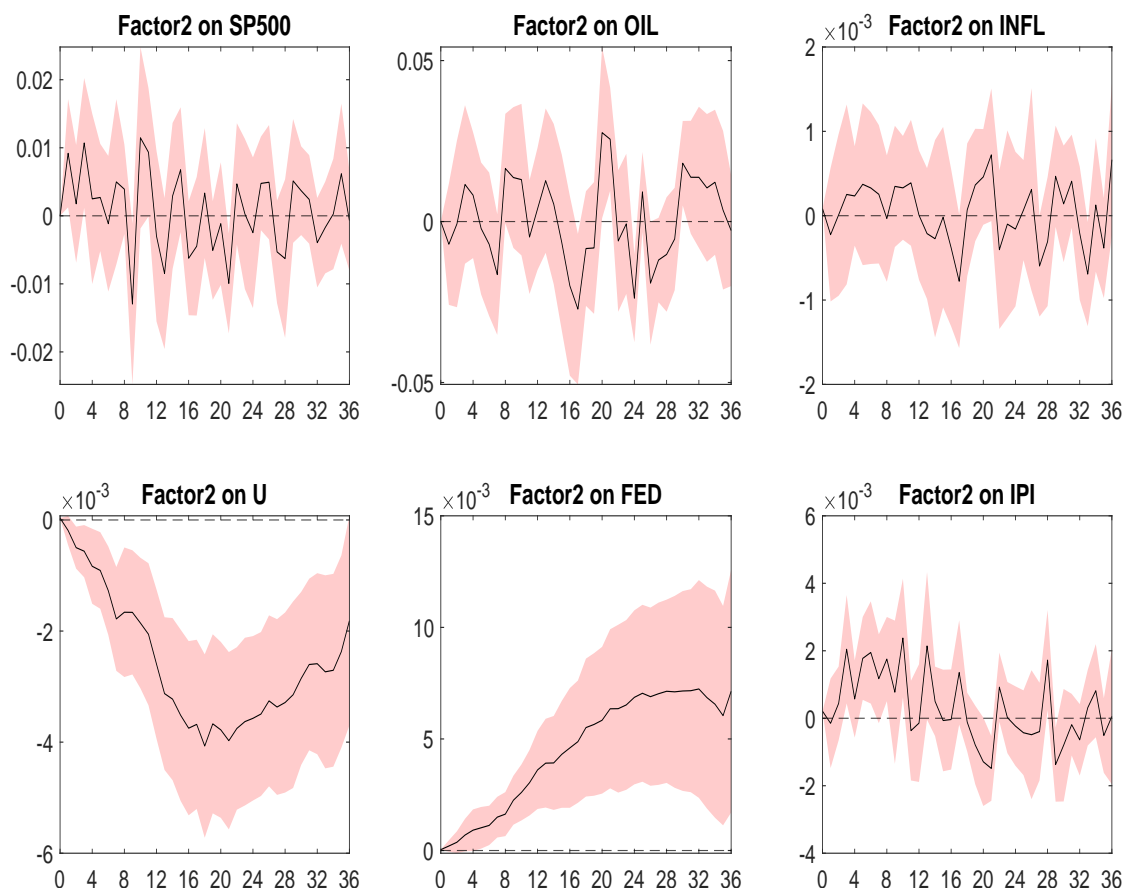 Factor2 on SP500
0.02
0.01
0
-0.01
-0.02
0 4 8 12 16 20 24 28 32 36
Factor2 on OIL
0.05
0
-0.05
0 4 8 12 16 20 24 28 32 36
×10-3 Factor2 on INFL
2
1
0
-1
-2
0 4 8 12 16 20 24 28 32 36
×10-3 Factor2 on U
0
-2
-4
-6
0 4 8 12 16 20 24 28 32 36
×10-3 Factor2 on FED
15
10
5
0
0 4 8 12 16 20 24 28 32 36
×10-3 Factor2 on IPI
6
4
2
0
-2
-4
0 4 8 12 16 20 24 28 32 36